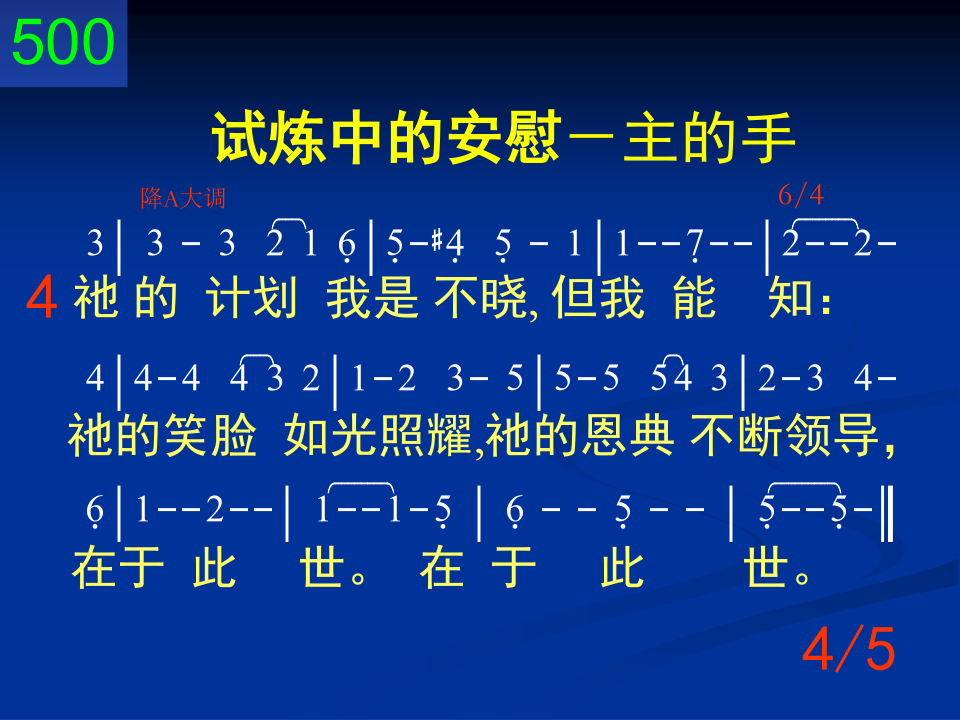 500
试炼中的安慰－主的手
降A大调 6/4
3| 3 - 3 2 1 6̣|5̣-♯4̣ 5̣ - 1|1--7̣--|2--2-
4 祂 的 计划 我是 不晓, 但我 能 知：
4|4-4 4 3 2|1-2 3- 5|5-5 5 4 3|2-3 4-
祂的笑脸 如光照耀,祂的恩典 不断领导，
6̣|1--2--| 1--1-5̣ | 6̣ - - 5̣ - - | 5̣--5̣-‖
在于 此 世。 在 于 此 世。
4/5